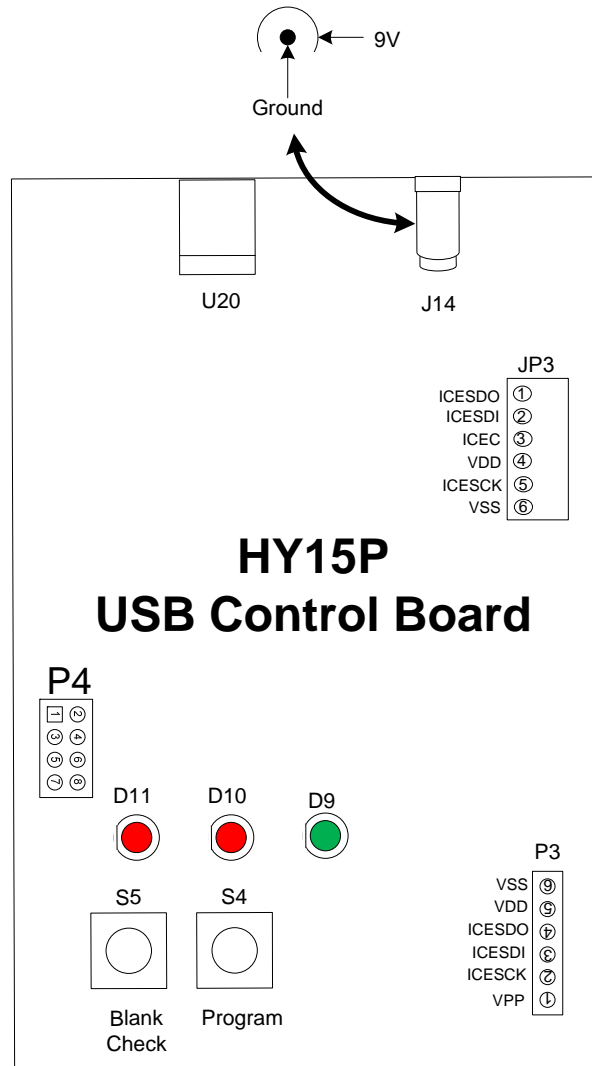 9V
Ground
U20
J14
JP3
ICESDO 1
ICESDI 2
ICEC 3
VDD 4
ICESCK 5
VSS 6
HY15P
USB Control Board
P4
1 2
3 4
5 6
7 8
D11 D10 D9
S5 S4
Blank
Check
Program
P3
VSS 6
VDD 5
ICESDO 4
ICESDI 3
ICESCK 2
VPP 1